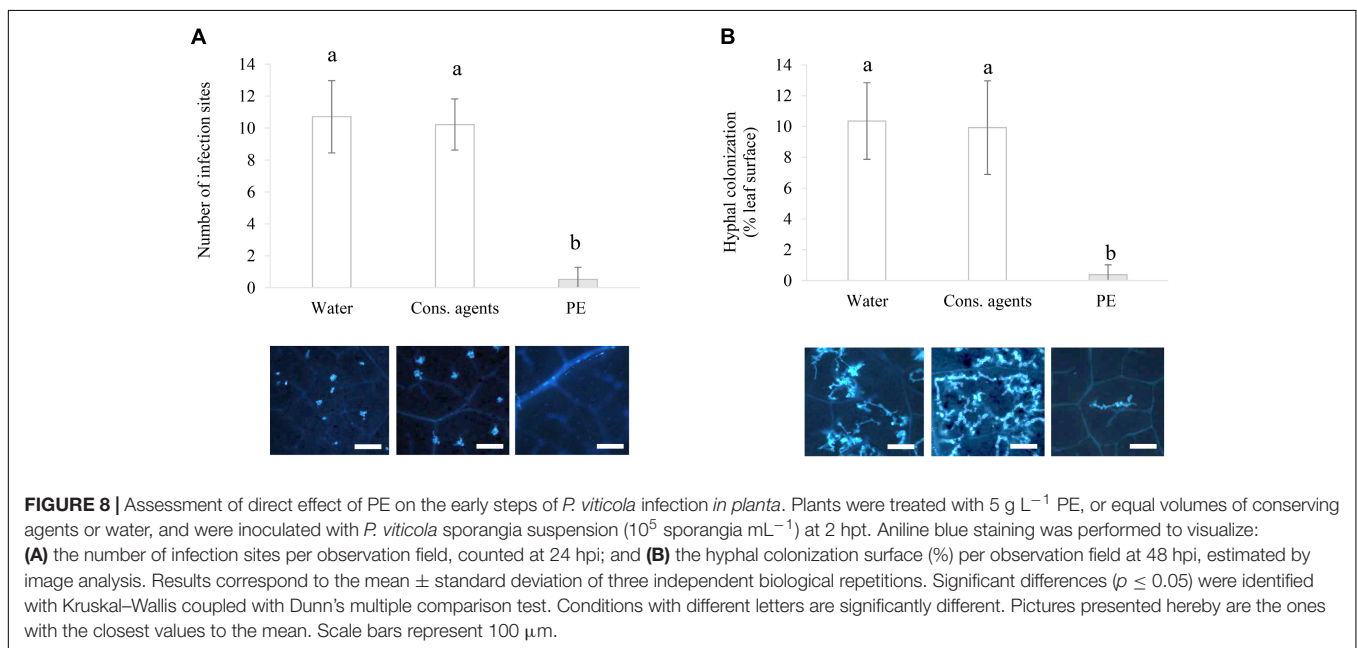 A
a
a
b
14
12
10
8
6
4
2
0
Number of infection sites
Water
Cons. agents
PE
B
a
a
b
14
12
10
8
6
4
2
0
Hyphal colonization
(% leaf surface)
Water
Cons. agents
PE
FIGURE 8 | Assessment of direct effect of PE on the early steps of P. viticola infection in planta. Plants were treated with 5 g L−1 PE, or equal volumes of conserving
agents or water, and were inoculated with P. viticola sporangia suspension (10⁵ sporangia mL−1) at 2 hpt. Aniline blue staining was performed to visualize:
(A) the number of infection sites per observation field, counted at 24 hpi; and (B) the hyphal colonization surface (%) per observation field at 48 hpi, estimated by
image analysis. Results correspond to the mean ± standard deviation of three independent biological repetitions. Significant differences (p ≤ 0.05) were identified
with Kruskal–Wallis coupled with Dunn's multiple comparison test. Conditions with different letters are significantly different. Pictures presented hereby are the ones
with the closest values to the mean. Scale bars represent 100 μm.